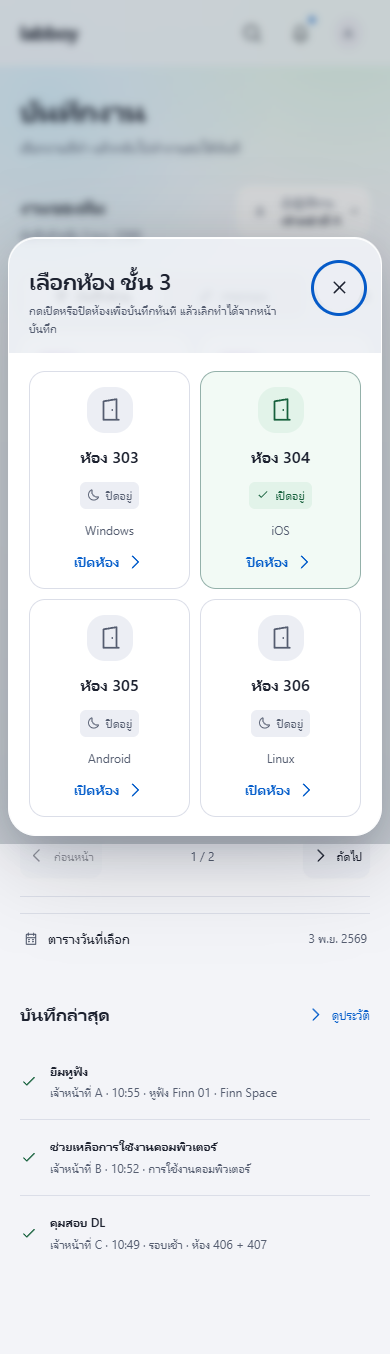 labboy
บันทึกงาน
เลือกห้อง ชั้น 3
กดเปิดหรือปิดห้องเพื่อบันทึกทันที แล้วเลิกทำได้จากหน้า
บันทึก
ห้อง 303
ปิดอยู่
Windows
เปิดห้อง
ห้อง 304
เปิดอยู่
iOS
ปิดห้อง
ห้อง 305
ปิดอยู่
Android
เปิดห้อง
ห้อง 306
ปิดอยู่
Linux
เปิดห้อง
ก่อนหน้า
1 / 2
ถัดไป
ตารางวันที่เลือก
3 พ.ย. 2569
บันทึกล่าสุด
ดูประวัติ
ยืมหูฟัง
เจ้าหน้าที่ A · 10:55 · หูฟัง Finn 01 · Finn Space
ช่วยเหลือการใช้งานคอมพิวเตอร์
เจ้าหน้าที่ B · 10:52 · การใช้งานคอมพิวเตอร์
คุมสอบ DL
เจ้าหน้าที่ C · 10:49 · รอบเช้า · ห้อง 406 + 407